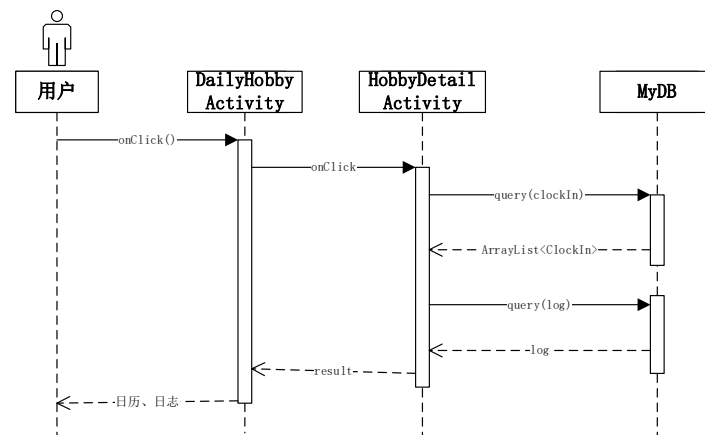 用户
DailyHobby
Activity
HobbyDetail
Activity
MyDB
onClick()
onClick
query(clockIn)
ArrayList<ClockIn>
query(log)
log
result
日历、日志